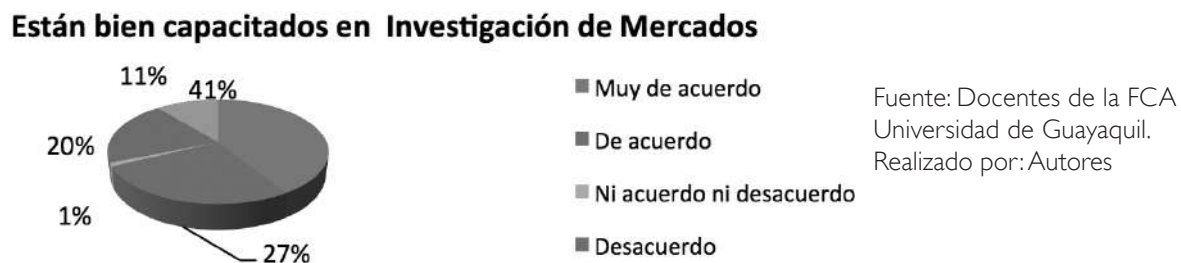 Están bien capacitados en Investigación de Mercados
11%
41%
20%
1%
27%
Muy de acuerdo
De acuerdo
Ni acuerdo ni desacuerdo
Desacuerdo
Fuente: Docentes de la FCA
Universidad de Guayaquil.
Realizado por: Autores